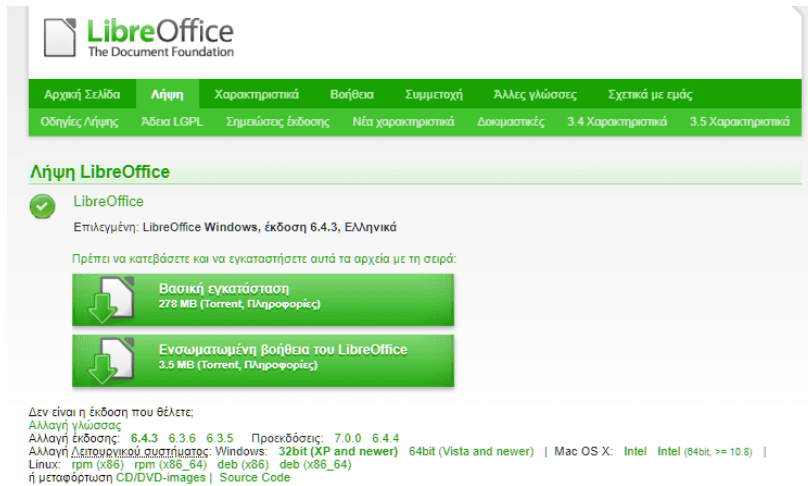 LibreOffice
The Document Foundation
Αρχική Σελίδα Λήψη Χαρακτηριστικά Βοήθεια Συμμετοχή Άλλες γλώσσες Σχετικά με εμάς
Οδηγίες Λήψης Άδεια LGPL Σημειώσεις έκδοσης Νέα χαρακτηριστικά Δοκιμαστικές 3.4 Χαρακτηριστικά 3.5 Χαρακτηριστικά
Λήψη LibreOffice
LibreOffice
Επιλεγμένη: LibreOffice Windows, έκδοση 6.4.3, Ελληνικά
Πρέπει να κατεβάσετε και να εγκαταστήσετε αυτά τα αρχεία με τη σειρά:
Βασική εγκατάσταση
278 MB (Torrent, Πληροφορίες)
Ενσωματωμένη βοήθεια του LibreOffice
3.5 MB (Torrent, Πληροφορίες)
Δεν είναι η έκδοση που θέλετε;
Αλλαγή γλώσσας
Αλλαγή έκδοσης: 6.4.3 6.3.6 6.3.5 Προεκδόσεις: 7.0.0 6.4.4
Αλλαγή Λειτουργικού συστήματος: Windows: 32bit (XP and newer) 64bit (Vista and newer) | Mac OS X: Intel Intel (64bit, >= 10.8) |
Linux: rpm (x86) rpm (x86_64) deb (x86) deb (x86_64)
ή μεταφόρτωση CD/DVD-images | Source Code